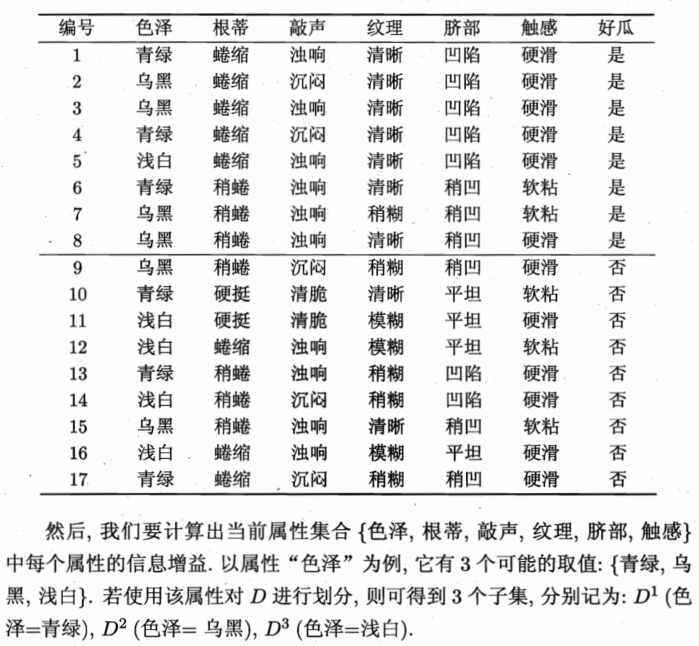 编号 色泽 根蒂 敲声 纹理 脐部 触感 好瓜
1 青绿 蜷缩 浊响 清晰 凹陷 硬滑 是
2 乌黑 蜷缩 沉闷 清晰 凹陷 硬滑 是
3 乌黑 蜷缩 浊响 清晰 凹陷 硬滑 是
4 青绿 蜷缩 沉闷 清晰 凹陷 硬滑 是
5 浅白 蜷缩 浊响 清晰 凹陷 硬滑 是
6 青绿 稍蜷 浊响 清晰 稍凹 软粘 是
7 乌黑 稍蜷 浊响 稍糊 稍凹 软粘 是
8 乌黑 稍蜷 浊响 清晰 稍凹 硬滑 是
9 乌黑 稍蜷 沉闷 稍糊 稍凹 硬滑 否
10 青绿 硬挺 清脆 清晰 平坦 软粘 否
11 浅白 硬挺 清脆 模糊 平坦 硬滑 否
12 浅白 蜷缩 浊响 模糊 平坦 软粘 否
13 青绿 稍蜷 浊响 稍糊 凹陷 硬滑 否
14 浅白 稍蜷 沉闷 稍糊 凹陷 硬滑 否
15 乌黑 稍蜷 浊响 清晰 稍凹 软粘 否
16 浅白 蜷缩 浊响 模糊 平坦 硬滑 否
17 青绿 蜷缩 沉闷 稍糊 稍凹 硬滑 否
然后, 我们要计算出当前属性集合 {色泽, 根蒂, 敲声, 纹理, 脐部, 触感}
中每个属性的信息增益. 以属性“色泽”为例, 它有 3 个可能的取值: {青绿, 乌
黑, 浅白}. 若使用该属性对 D 进行划分, 则可得到 3 个子集, 分别记为: D¹ (色
泽=青绿), D² (色泽= 乌黑), D³ (色泽=浅白).